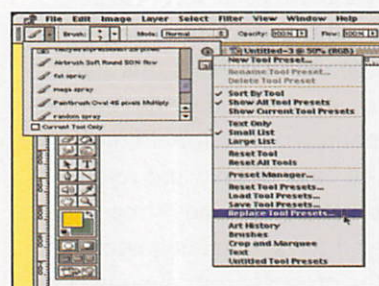 File Edit Image Layer Select Filter View Window Help
Brush: Mode: Normal Opacity: 100% Flow: 100%
Untitled-3 @ 50% (RGB)
Airbrush Soft Round 50% flow
fat spray
mega spray
Paintbrush Oval 45 pixels Multiply
random spray
Current Tool Only
New Tool Preset...
Rename Tool Preset...
Delete Tool Preset
Sort By Tool
Show All Tool Presets
Show Current Tool Presets
Text Only
Small List
Large List
Reset Tool
Reset All Tools
Preset Manager...
Reset Tool Presets...
Load Tool Presets...
Save Tool Presets...
Replace Tool Presets...
Art History
Brushes
Crop and Marquee
Text
Untitled Tool Presets